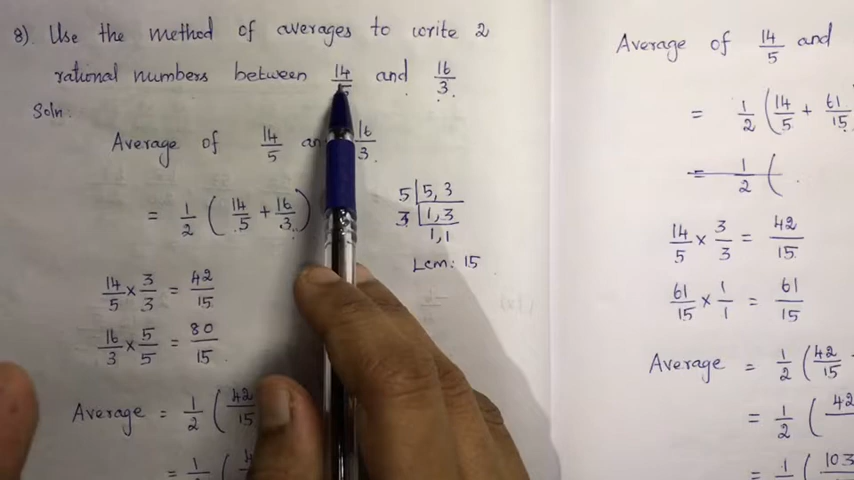 8). Use the method of averages to write 2
rational numbers between 14/5 and 16/3.
Soln:
Average of 14/5 an 16/3.
= 1/2 ( 14/5 + 16/3 )
5 | 5, 3
3 | 1, 3
1, 1
Lcm: 15
14/5 x 3/3 = 42/15
16/3 x 5/5 = 80/15
Average = 1/2 ( 42/15
= 1/2 ( 4
Average of 14/5 and
= 1/2 ( 14/5 + 61/15
= 1/2 (
14/5 x 3/3 = 42/15
61/15 x 1/1 = 61/15
Average = 1/2 ( 42/15
= 1/2 ( 42
= 1/2 ( 103